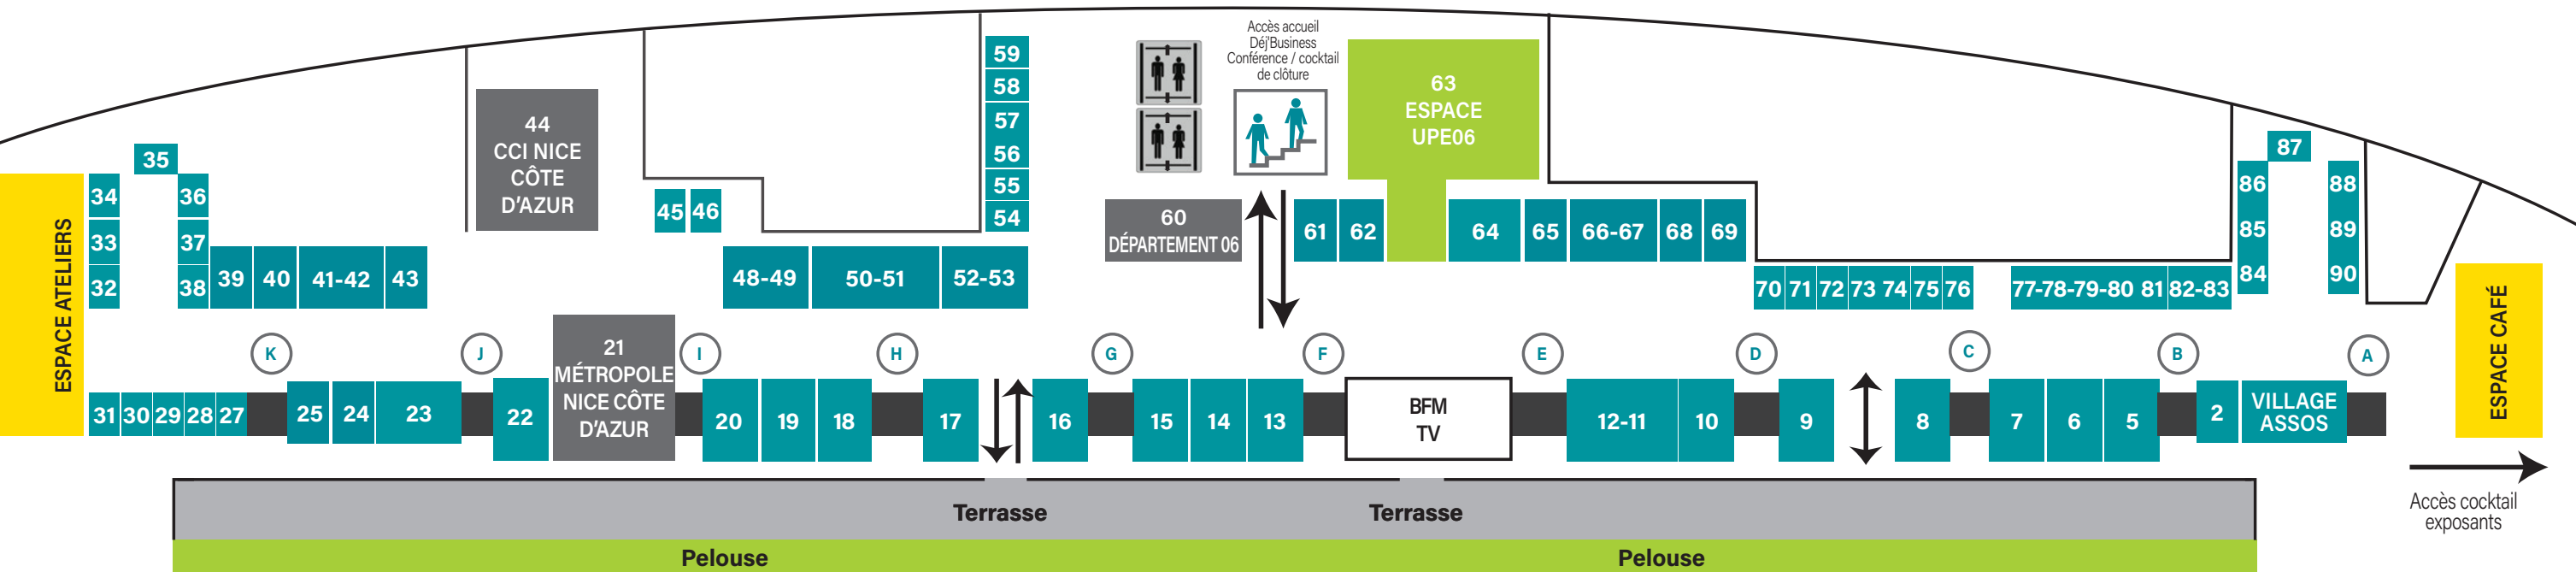 Accès accueil
Déj'Business
Conférence / cocktail
de clôture
59
58
57
56
55
54
63
ESPACE
UPE06
44
CCI NICE
CÔTE
D'AZUR
35
34
33
32
36
37
38
39
40
41-42
43
45
46
48-49
50-51
52-53
60
DÉPARTEMENT 06
61
62
64
65
66-67
68
69
70
71
72
73
74
75
76
77-78-79-80
81
82-83
87
86
85
84
88
89
90
ESPACE ATELIERS
ESPACE CAFÉ
K
J
I
H
G
F
E
D
C
B
A
31
30
29
28
27
25
24
23
22
21
MÉTROPOLE
NICE CÔTE
D'AZUR
20
19
18
17
16
15
14
13
BFM
TV
12-11
10
9
8
7
6
5
2
VILLAGE
ASSOS
Accès cocktail
exposants
Terrasse
Terrasse
Pelouse
Pelouse